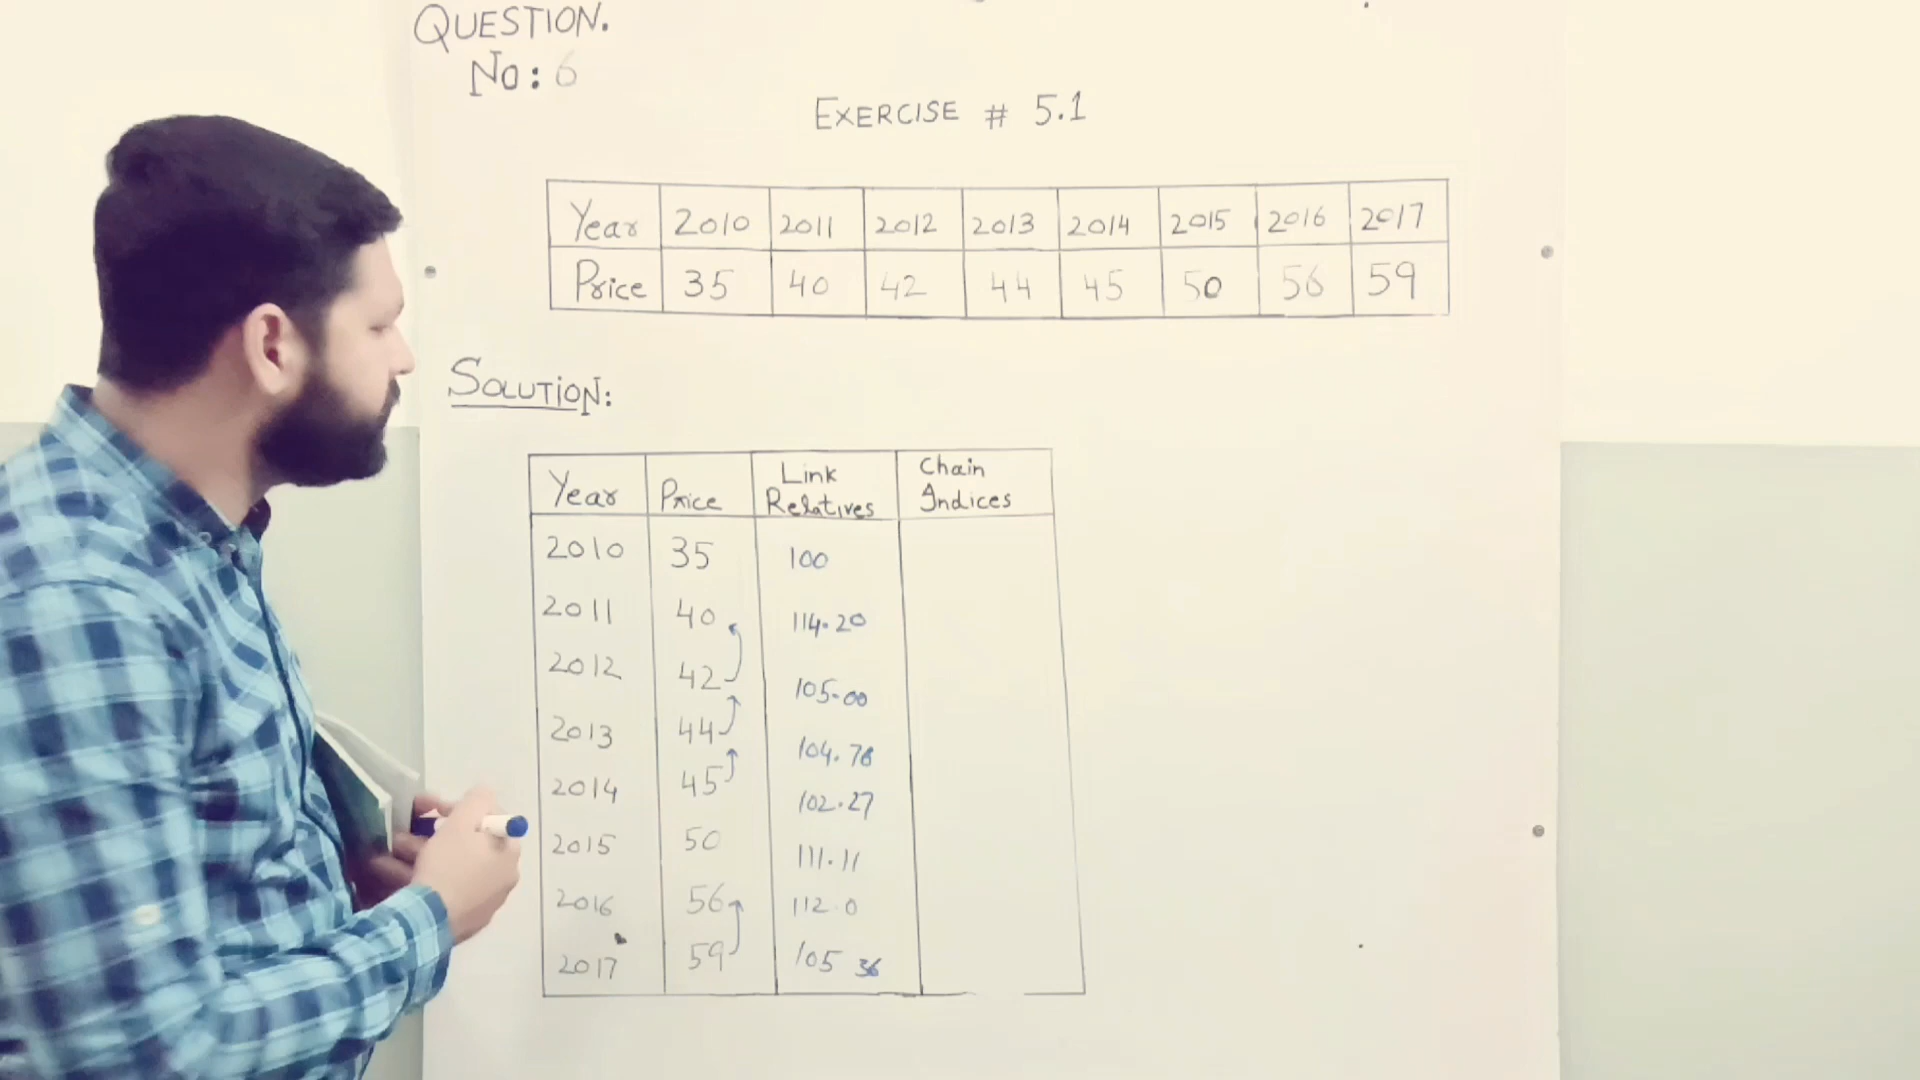 QUESTION.
No: 6
EXERCISE # 5.1
Year 2010 2011 2012 2013 2014 2015 2016 2017
Price 35 40 42 44 45 50 56 59
SOLUTION:
Year Price Link Relatives Chain Indices
2010 35 100
2011 40 114.20
2012 42 105.00
2013 44 104.76
2014 45 102.27
2015 50 111.11
2016 56 112.0
2017 59 105 36